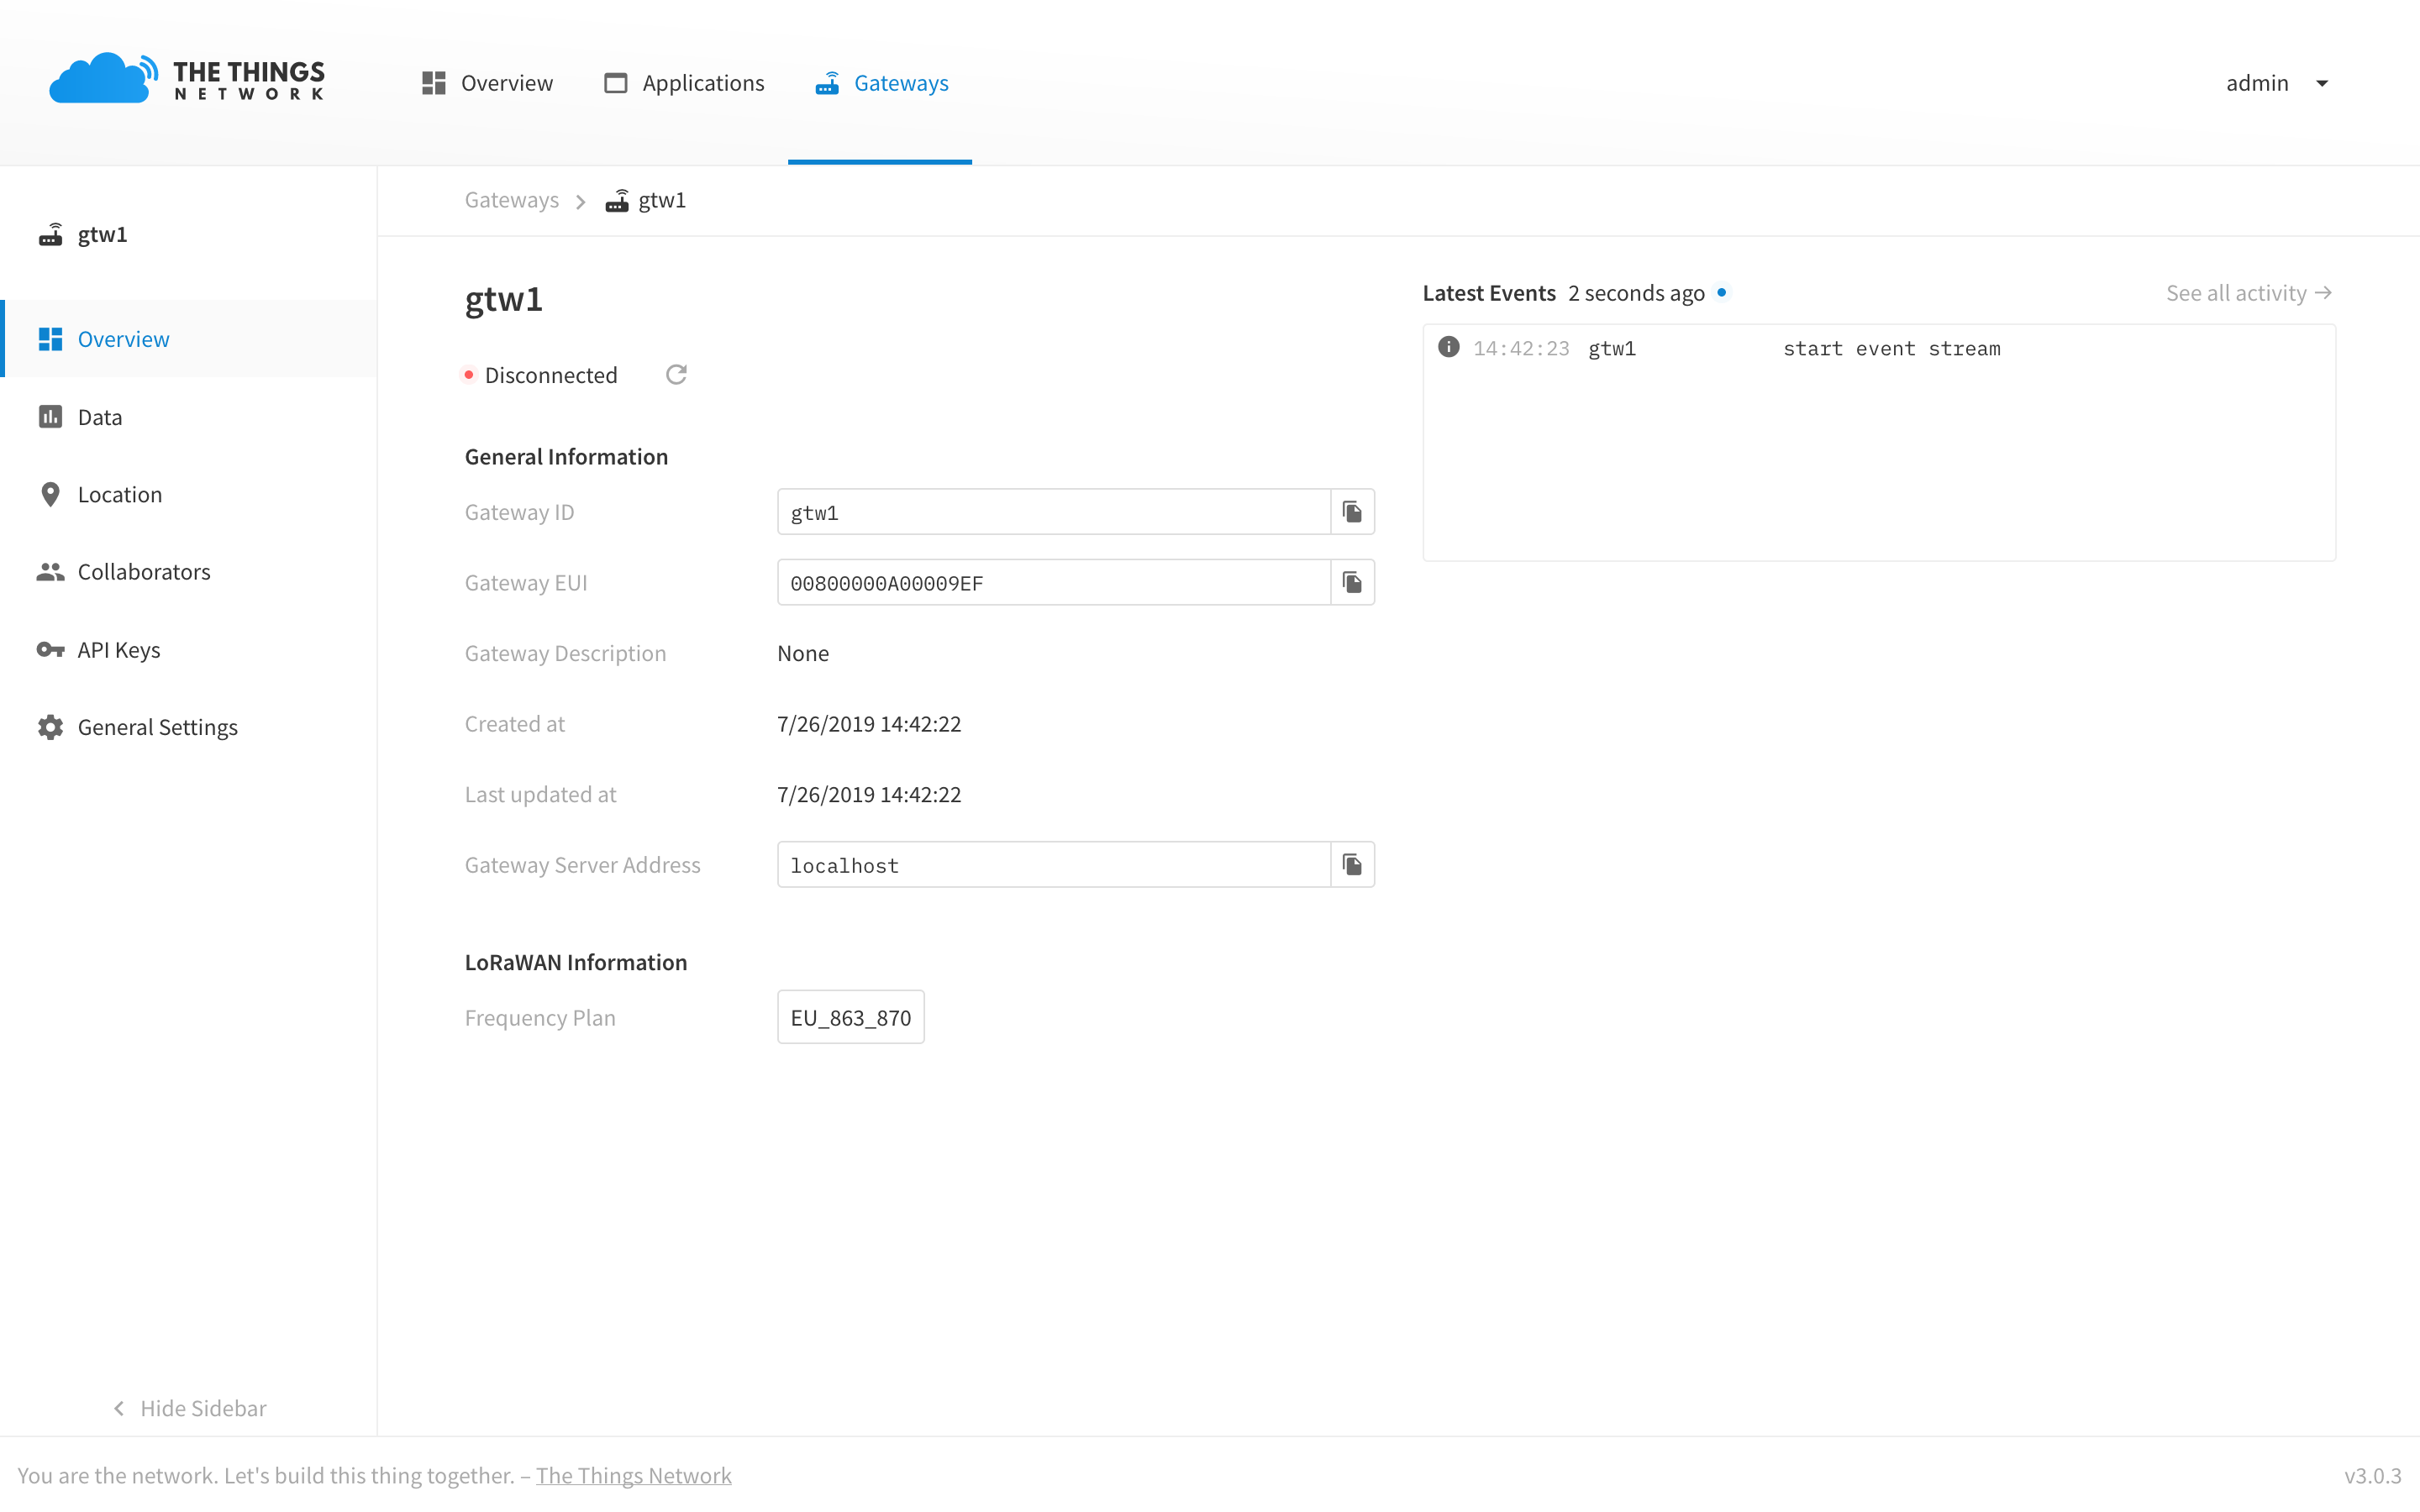 THE THINGS
NETWORK
Overview
Applications
Gateways
admin
gtw1
Overview
Data
Location
Collaborators
API Keys
General Settings
Hide Sidebar
Gateways
gtw1
gtw1
Disconnected
General Information
Gateway ID
gtw1
Gateway EUI
00800000A00009EF
Gateway Description
None
Created at
7/26/2019 14:42:22
Last updated at
7/26/2019 14:42:22
Gateway Server Address
localhost
LoRaWAN Information
Frequency Plan
EU_863_870
Latest Events 2 seconds ago
See all activity →
14:42:23 gtw1 start event stream
You are the network. Let's build this thing together. – The Things Network
v3.0.3